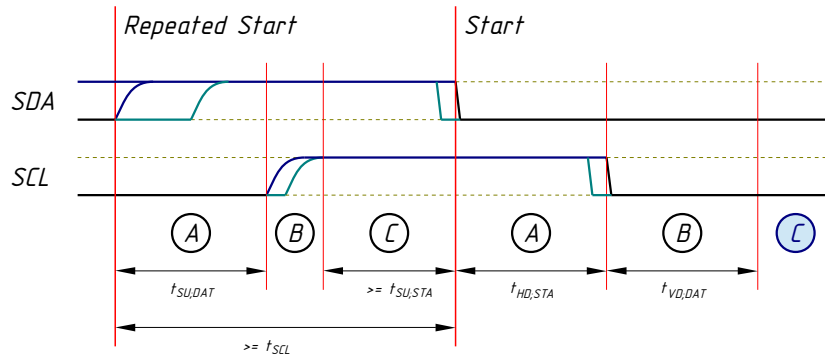 Repeated Start
Start
SDA
SCL
A
B
C
A
B
C
tSU,DAT
>= tSU,STA
tHD,STA
tVD,DAT
>= tSCL